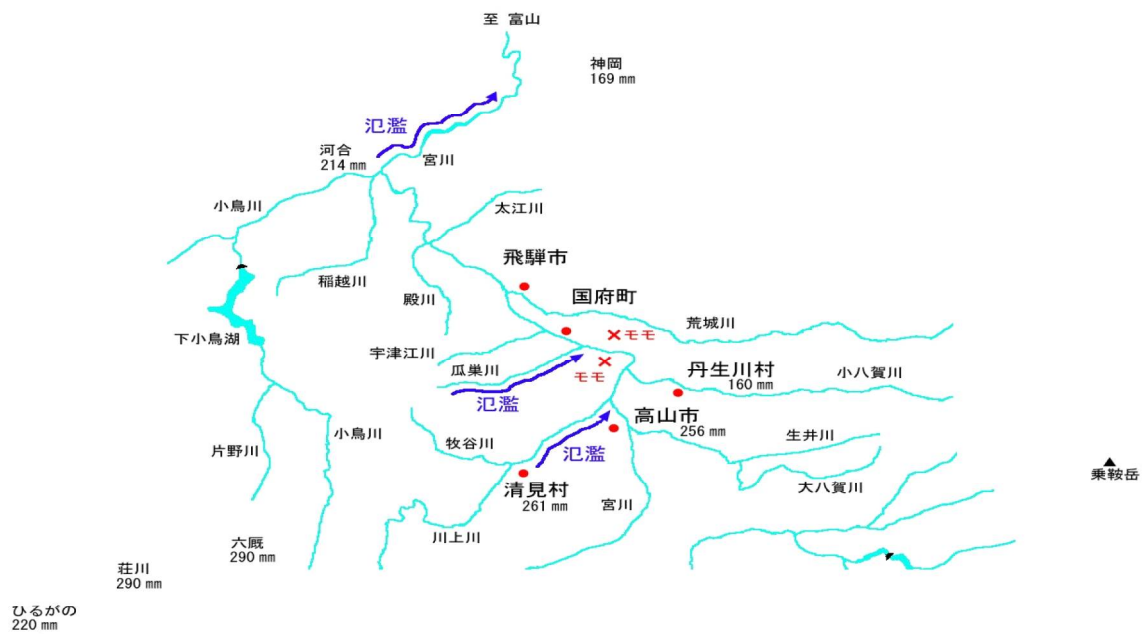 至 富山
神岡
169 mm
氾濫
河合
214 mm
宮川
小鳥川
太江川
飛騨市
稲越川
殿川
国府町
荒城川
下小鳥湖
モモ
宇津江川
瓜巣川
モモ
丹生川村
160 mm
小八賀川
氾濫
高山市
256 mm
小鳥川
牧谷川
生井川
片野川
氾濫
乗鞍岳
清見村
261 mm
宮川
大八賀川
川上川
六厩
290 mm
荘川
290 mm
ひるがの
220 mm